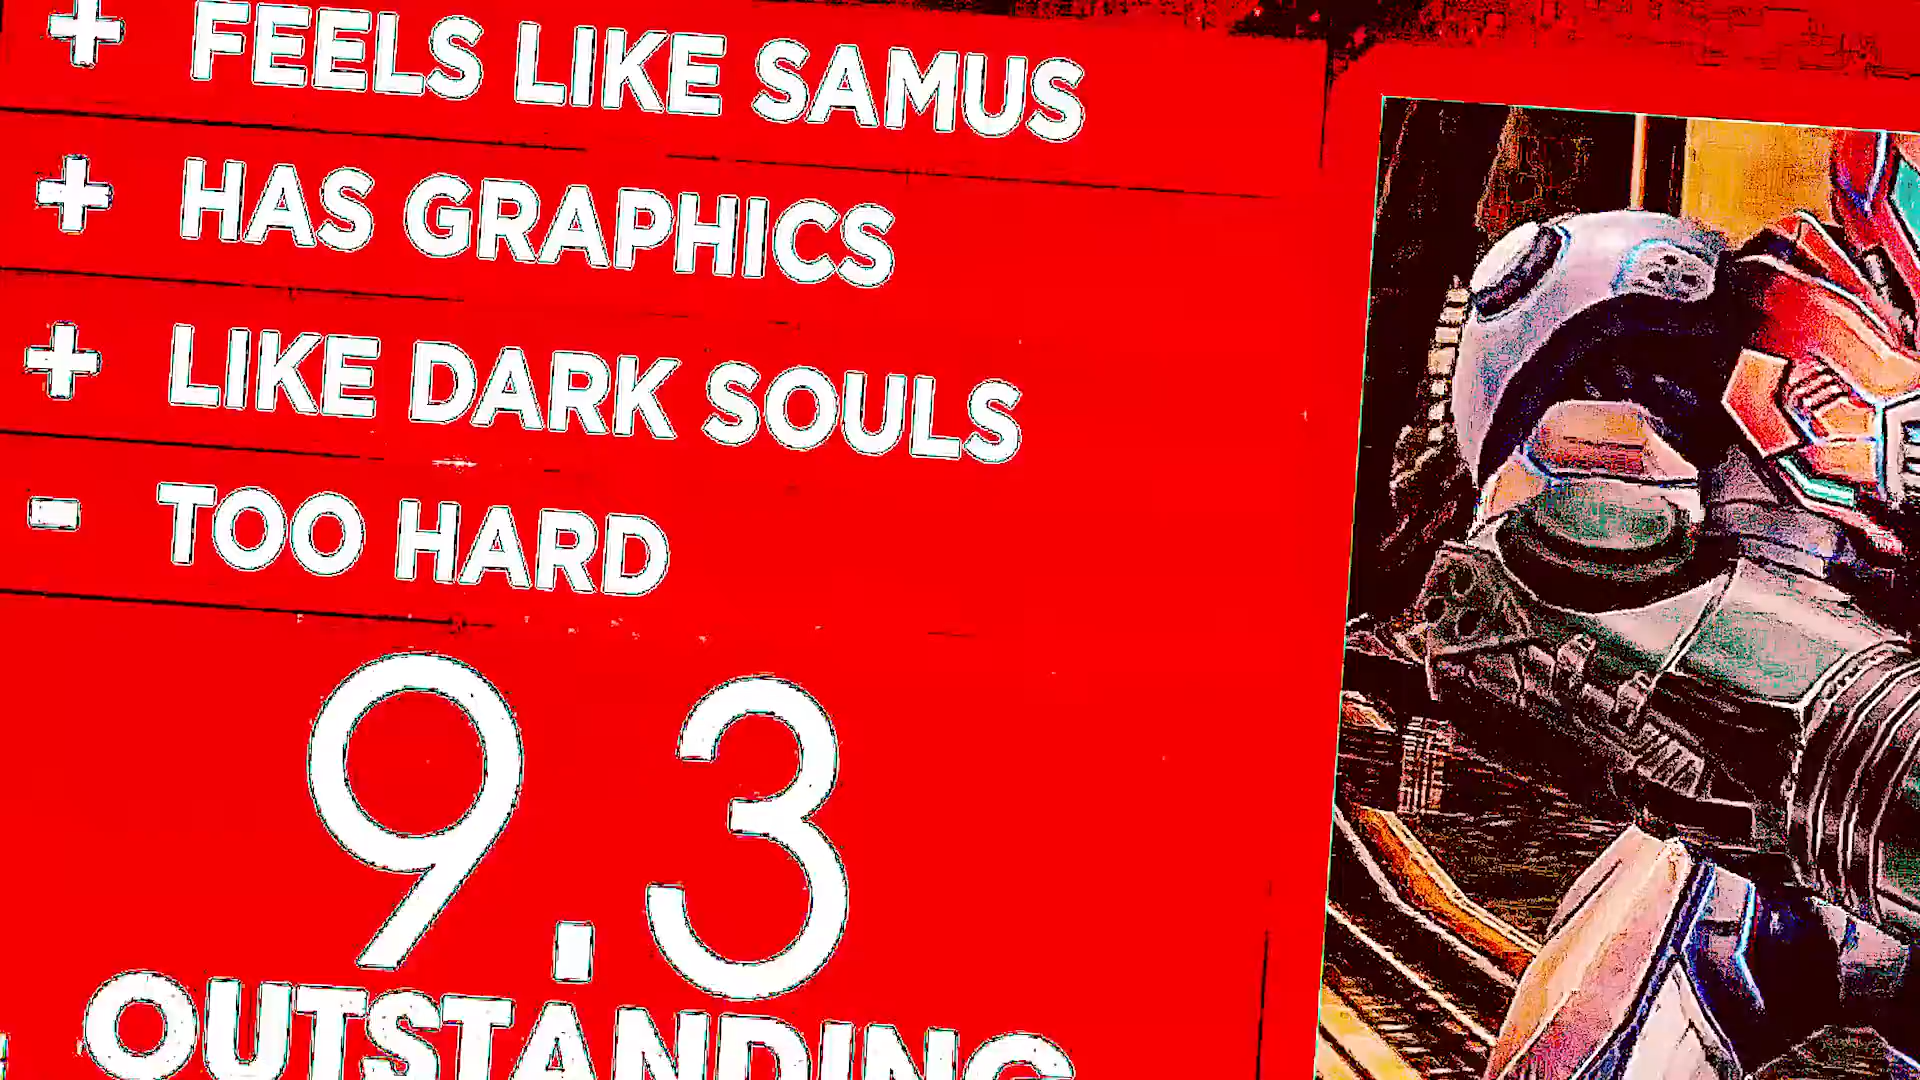 + FEELS LIKE SAMUS
+ HAS GRAPHICS
+ LIKE DARK SOULS
- TOO HARD
9.3
OUTSTANDING